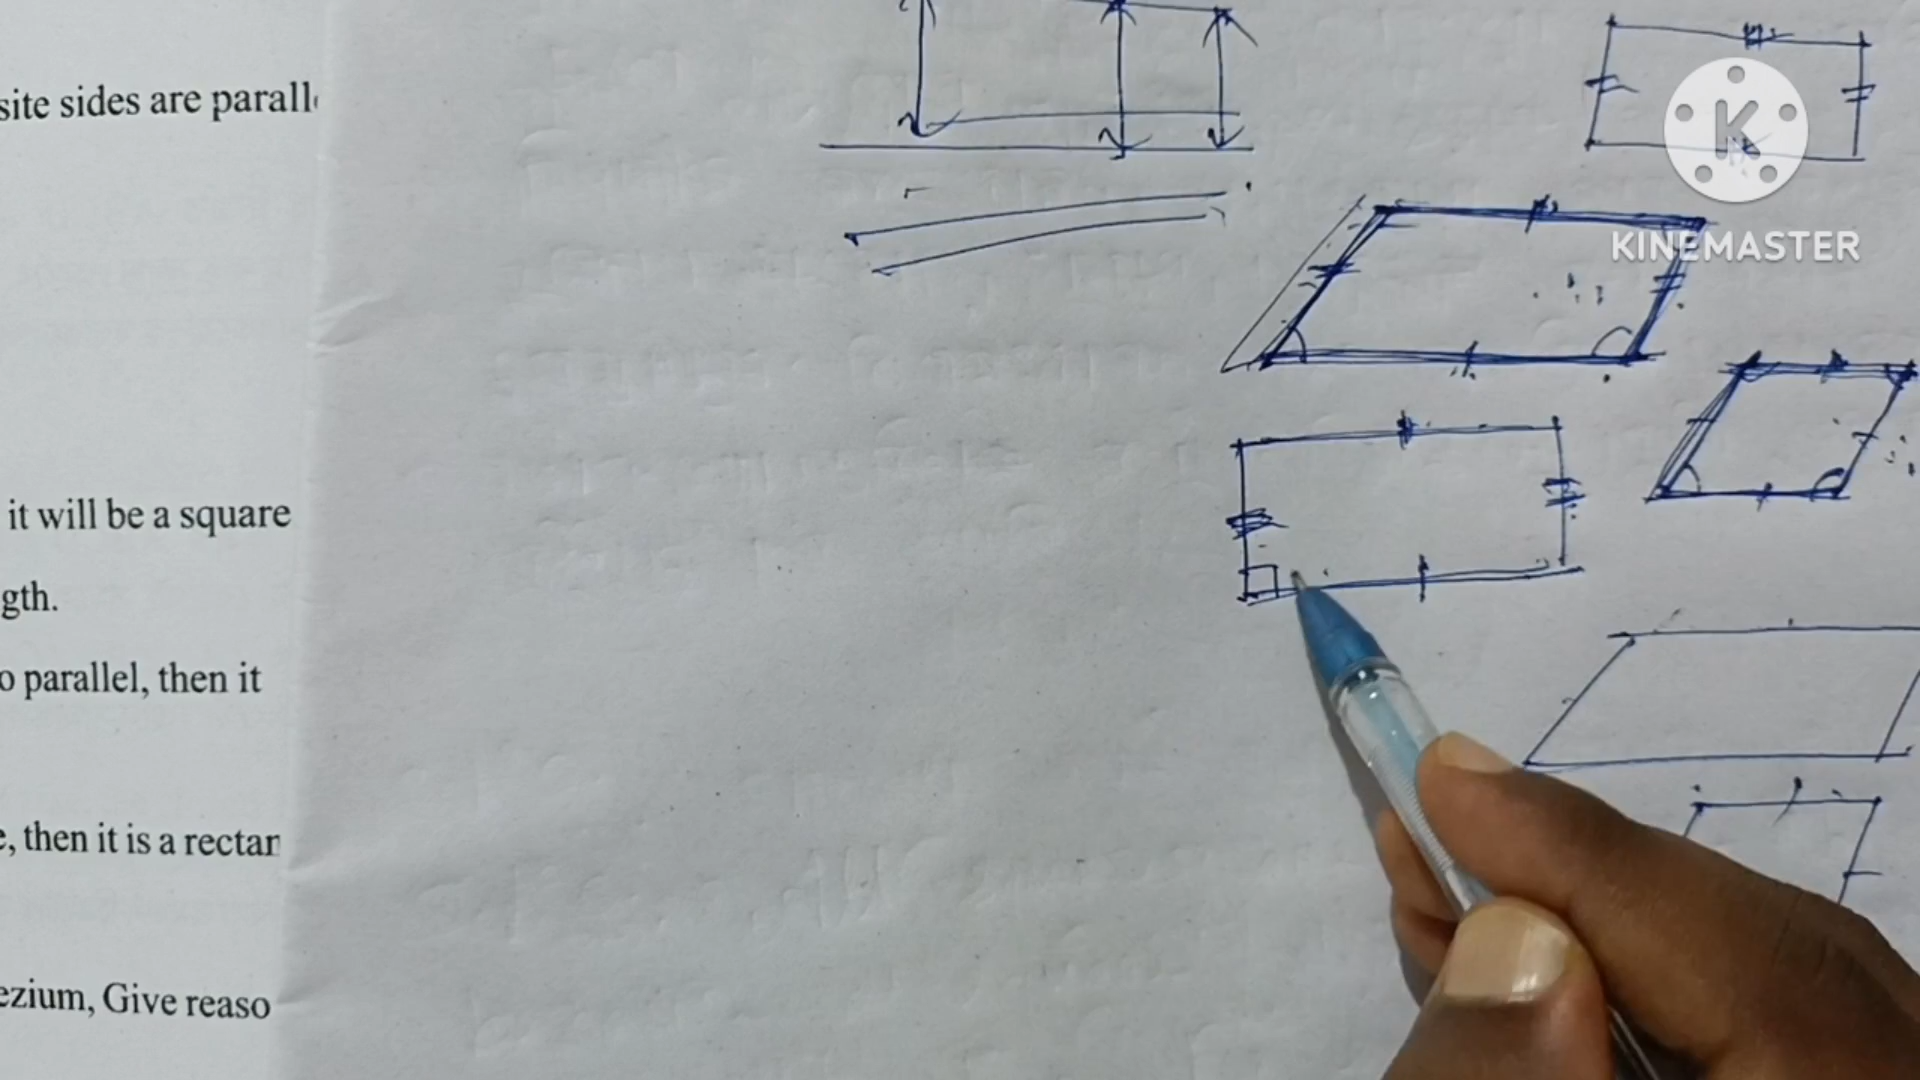 site sides are parall
KINEMASTER
it will be a square
gth.
parallel, then it
, then it is a rectan
ezium, Give reaso